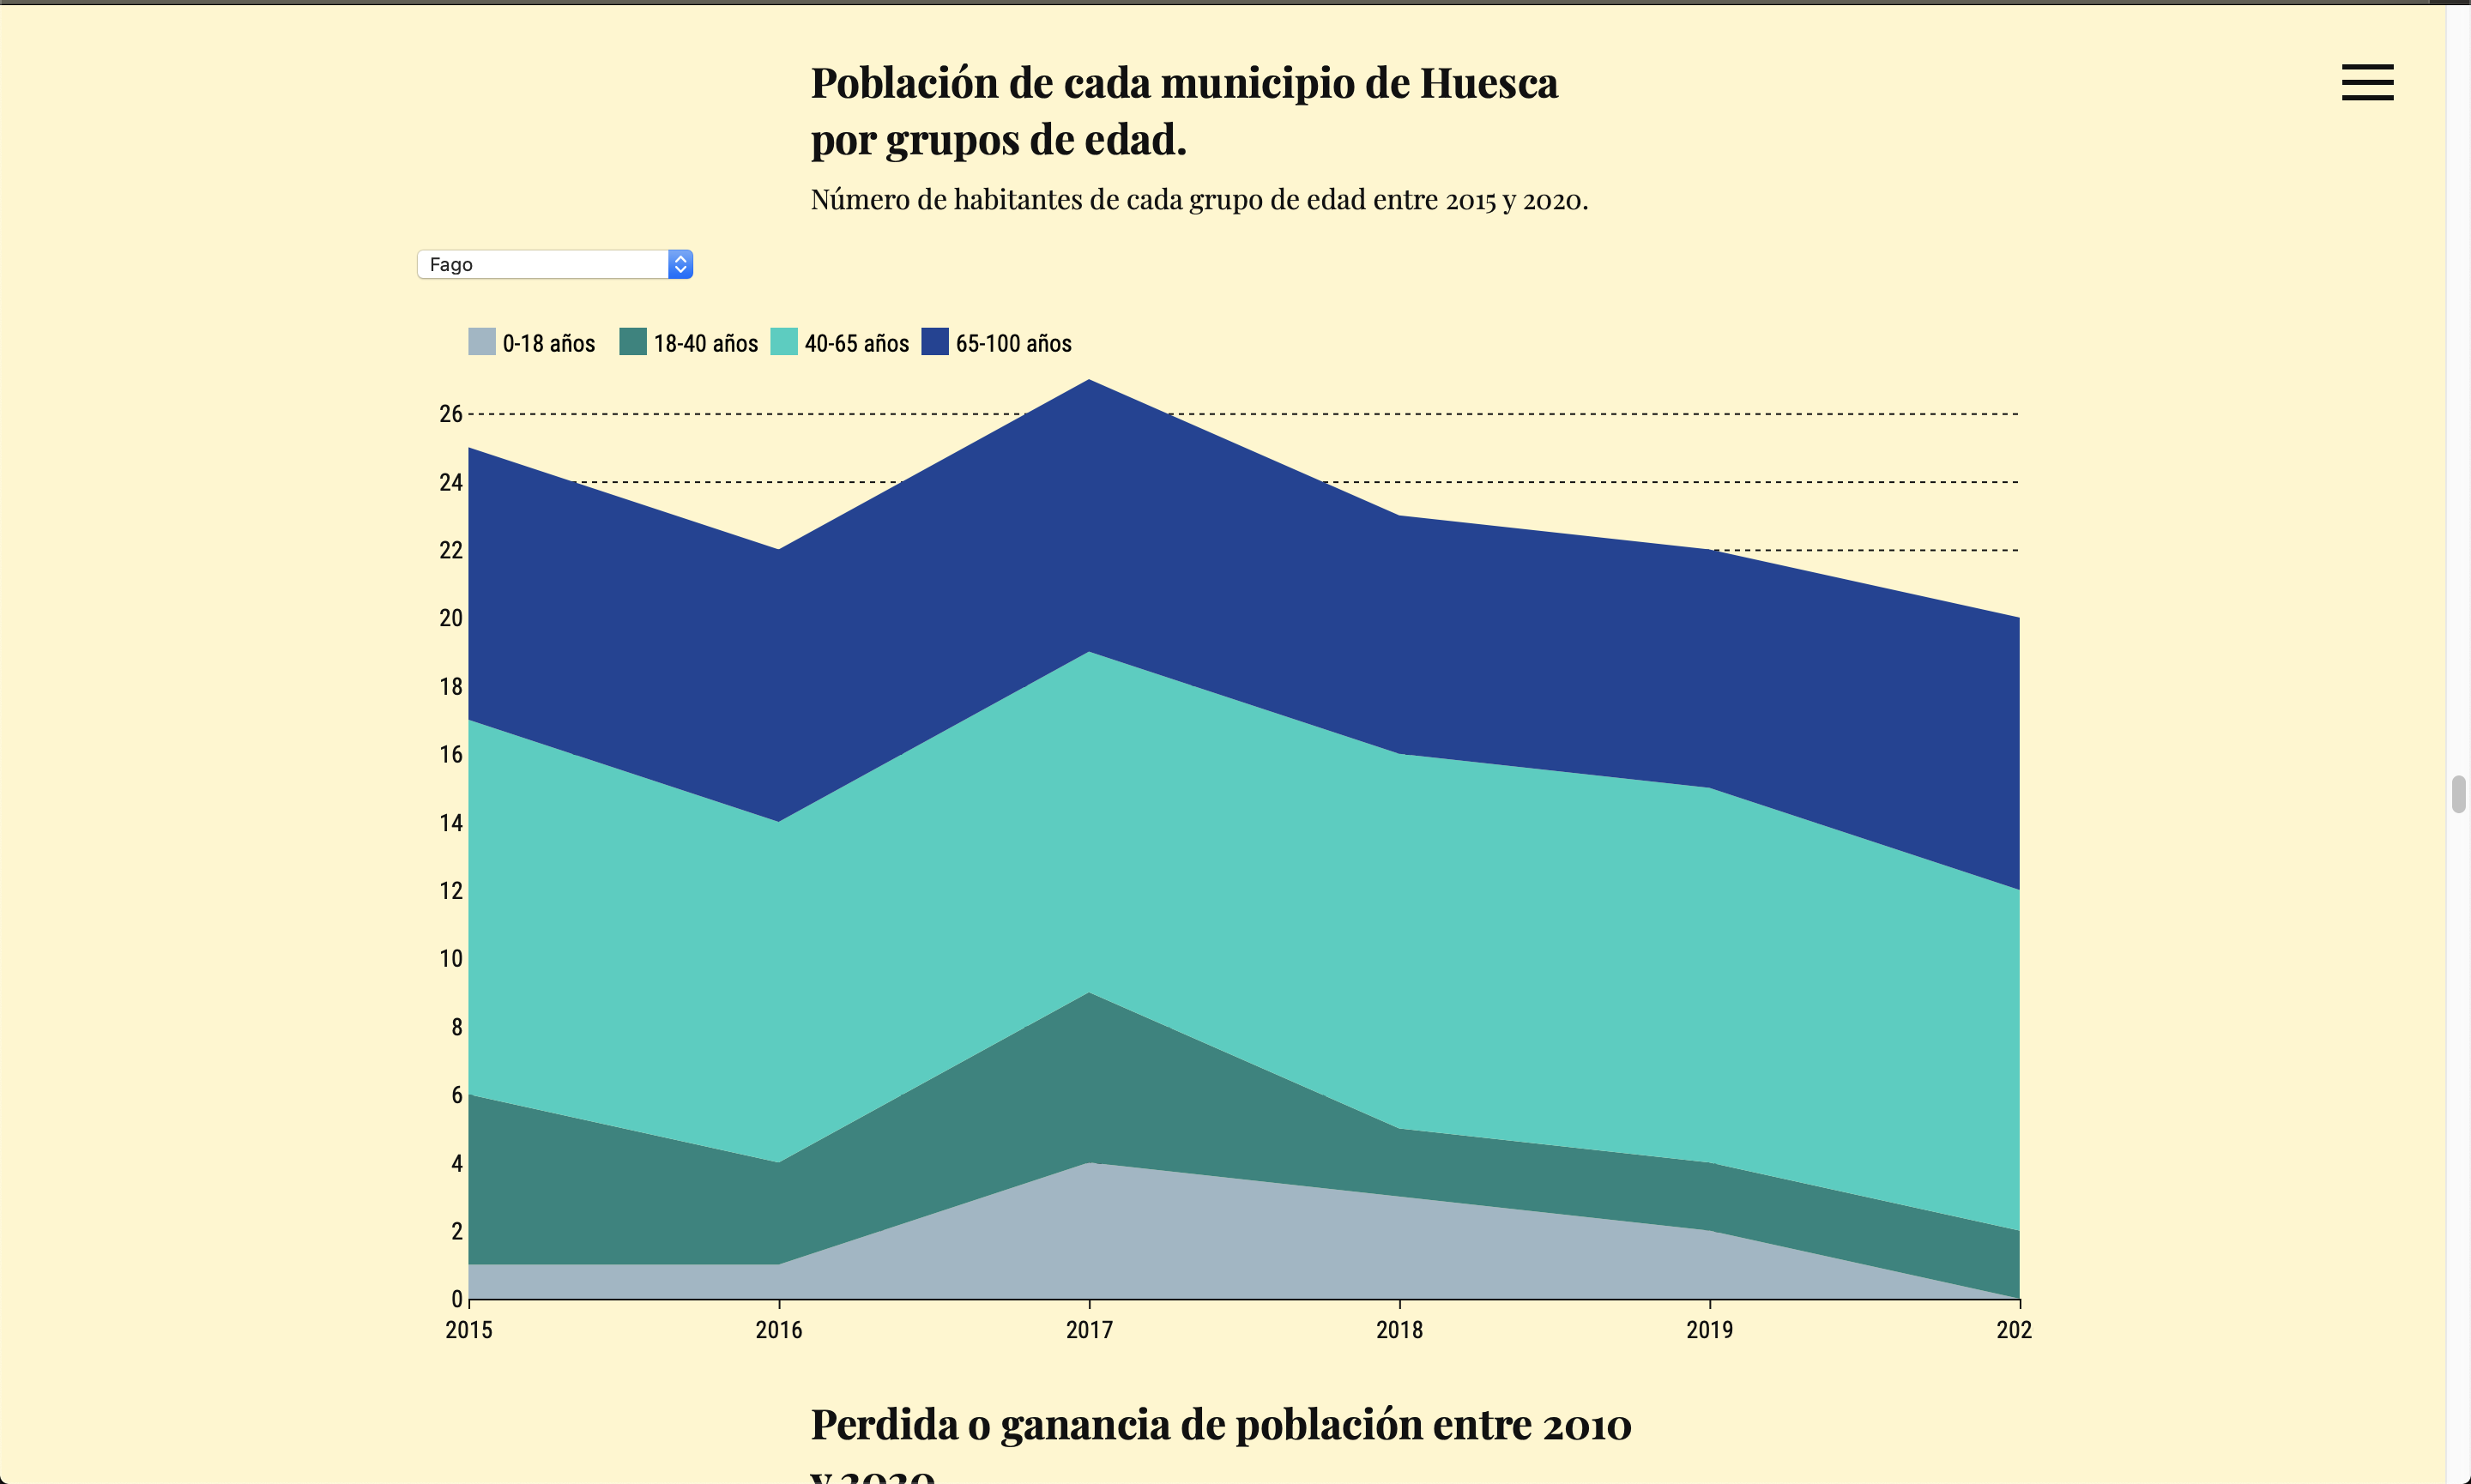 Población de cada municipio de Huesca
por grupos de edad.
Número de habitantes de cada grupo de edad entre 2015 y 2020.
Fago
0-18 años 18-40 años 40-65 años 65-100 años
26
24
22
20
18
16
14
12
10
8
6
4
2
0
2015 2016 2017 2018 2019 202
Perdida o ganancia de población entre 2010
y 2020